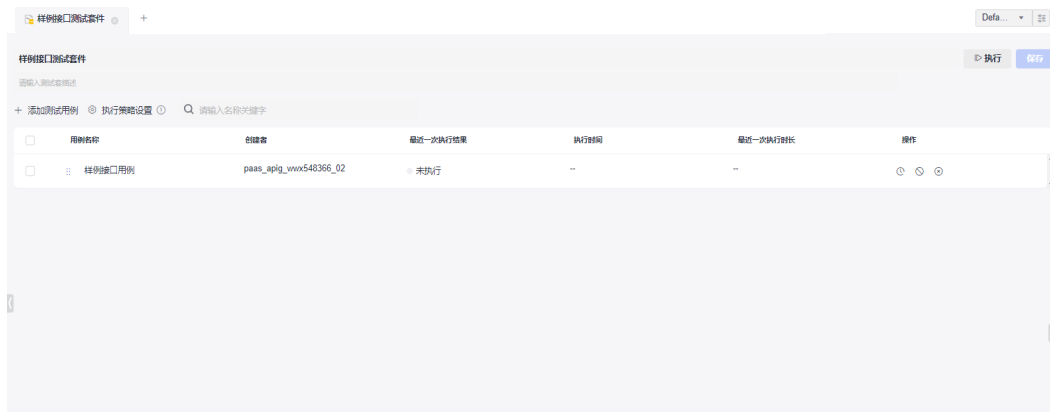 样例接口测试套件
+
Defa...
样例接口测试套件
执行 保存
请输入测试套描述
+ 添加测试用例 执行策略设置 请输入名称关键字
用例名称 创建者 最近一次执行结果 执行时间 最近一次执行时长 操作
样例接口用例 paas_apig_wwx548366_02 未执行 -- --